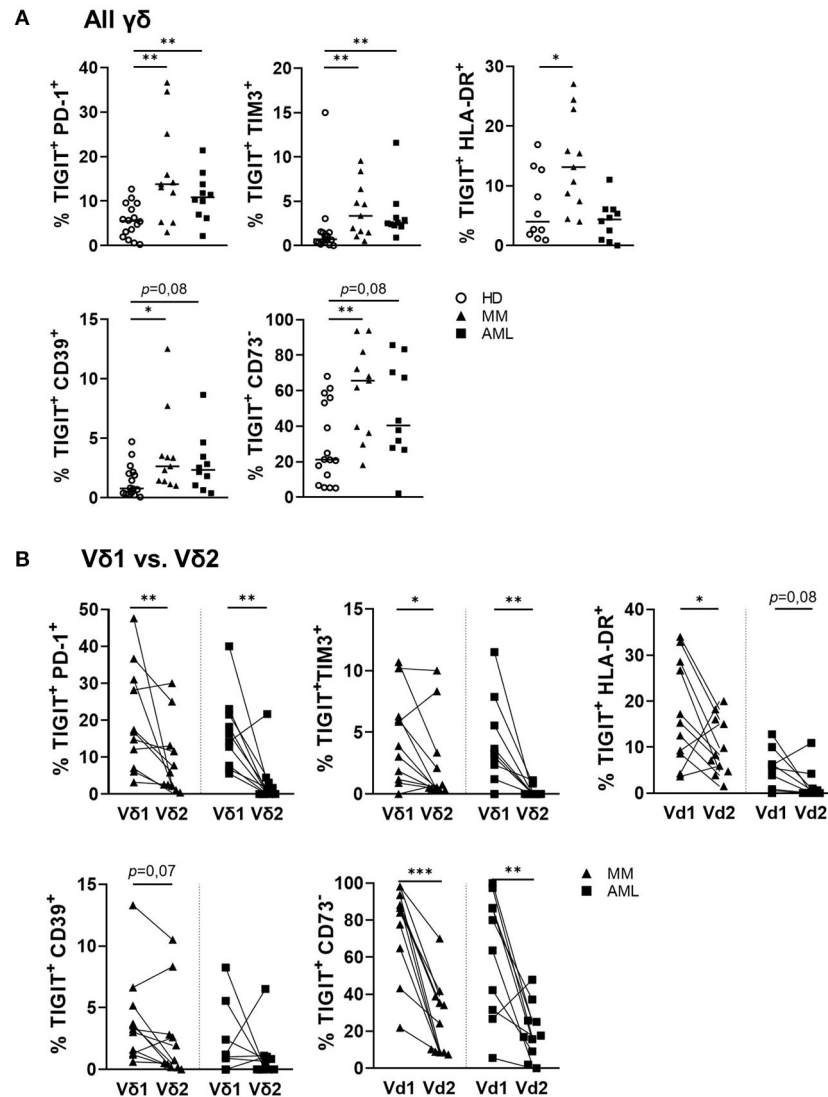 A All γδ
** **
% TIGIT⁺ PD-1⁺
40
30
20
10
0
** **
% TIGIT⁺ TIM3⁺
20
15
10
5
0
*
% TIGIT⁺ HLA-DR⁺
30
20
10
0
p=0,08
*
% TIGIT⁺ CD39⁺
15
10
5
0
p=0,08
**
% TIGIT⁺ CD73⁻
100
80
60
40
20
0
HD
MM
AML
B Vδ1 vs. Vδ2
** **
% TIGIT⁺ PD-1⁺
50
40
30
20
10
0
Vδ1 Vδ2 Vδ1 Vδ2
* **
% TIGIT⁺TIM3⁺
15
10
5
0
Vδ1 Vδ2 Vδ1 Vδ2
* p=0,08
% TIGIT⁺ HLA-DR⁺
40
30
20
10
0
Vd1 Vd2 Vd1 Vd2
p=0,07
% TIGIT⁺ CD39⁺
15
10
5
0
Vδ1 Vδ2 Vδ1 Vδ2
*** **
% TIGIT⁺ CD73⁻
100
80
60
40
20
0
Vd1 Vd2 Vd1 Vd2
MM
AML